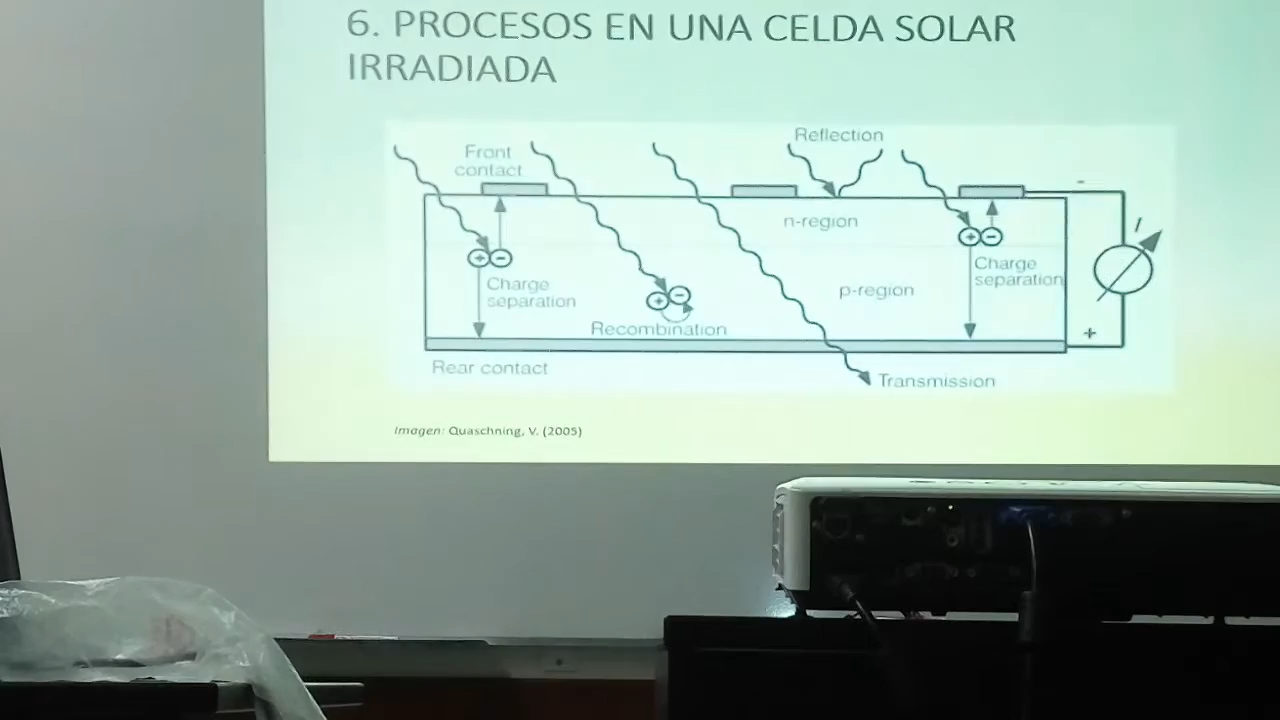 6. PROCESOS EN UNA CELDA SOLAR
IRRADIADA
Reflection
Front
contact
-
n-region
I
+ -
+ -
Charge
separation
p-region
Charge
separation
+ -
Recombination
+
Rear contact
Transmission
Imagen: Quaschning, V. (2005)